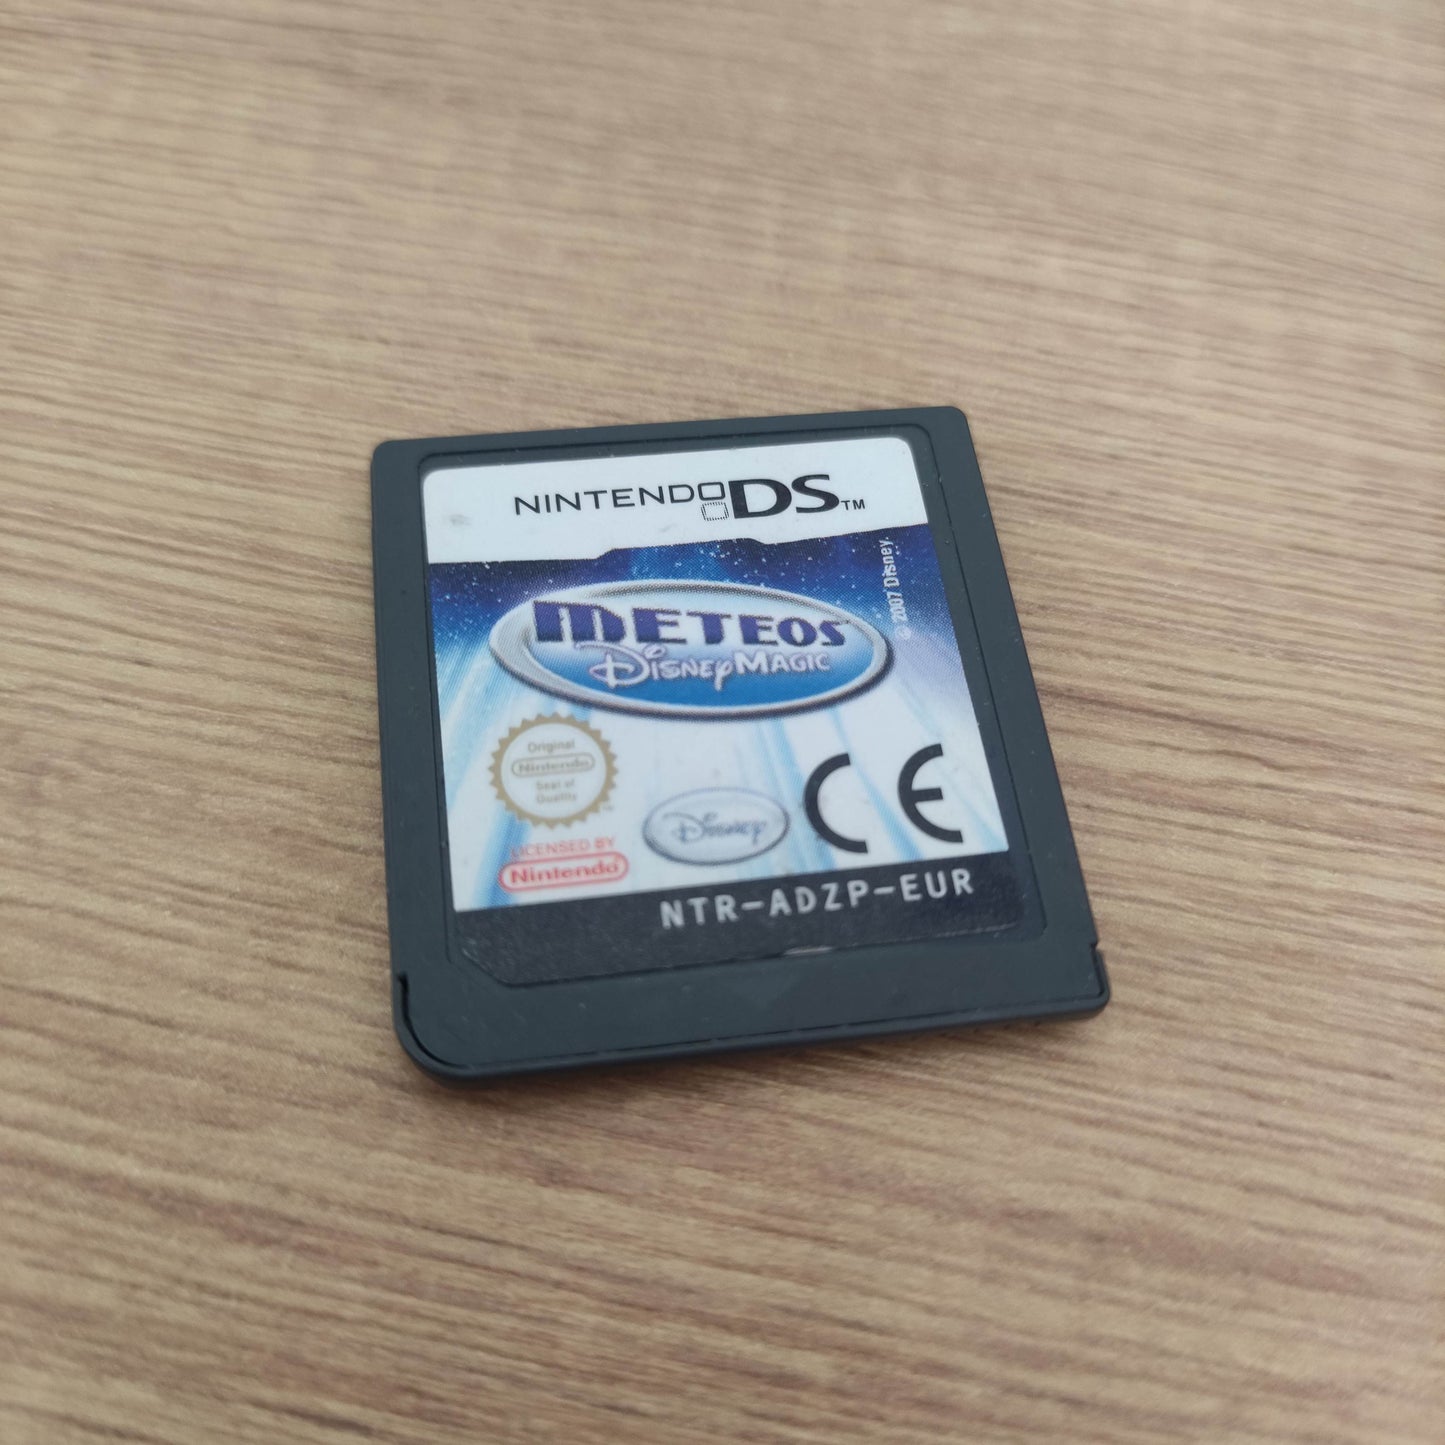 NINTENDO DS™
© 2007 Disney.
METEOS
DISNEY MAGIC
Original
Nintendo
Seal of
Quality
LICENSED BY
Nintendo
Disney
CE
NTR-ADZP-EUR